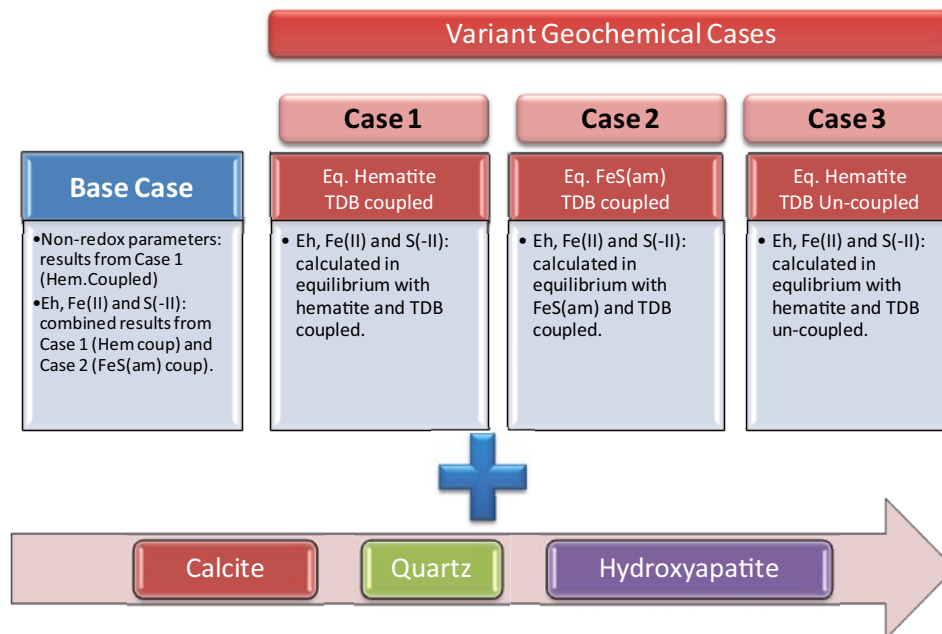 Variant Geochemical Cases
Case 1
Case 2
Case 3
Base Case
Eq. Hematite
TDB coupled
Eq. FeS(am)
TDB coupled
Eq. Hematite
TDB Un-coupled
•Non-redox parameters:
results from Case 1
(Hem.Coupled)
•Eh, Fe(II) and S(-II):
combined results from
Case 1 (Hem coup) and
Case 2 (FeS(am) coup).
• Eh, Fe(II) and S(-II):
calculated in
equilibrium with
hematite and TDB
coupled.
• Eh, Fe(II) and S(-II):
calculated in
equilibrium with
FeS(am) and TDB
coupled.
• Eh, Fe(II) and S(-II):
calculated in
equlibrium with
hematite and TDB
un-coupled.
Calcite
Quartz
Hydroxyapatite